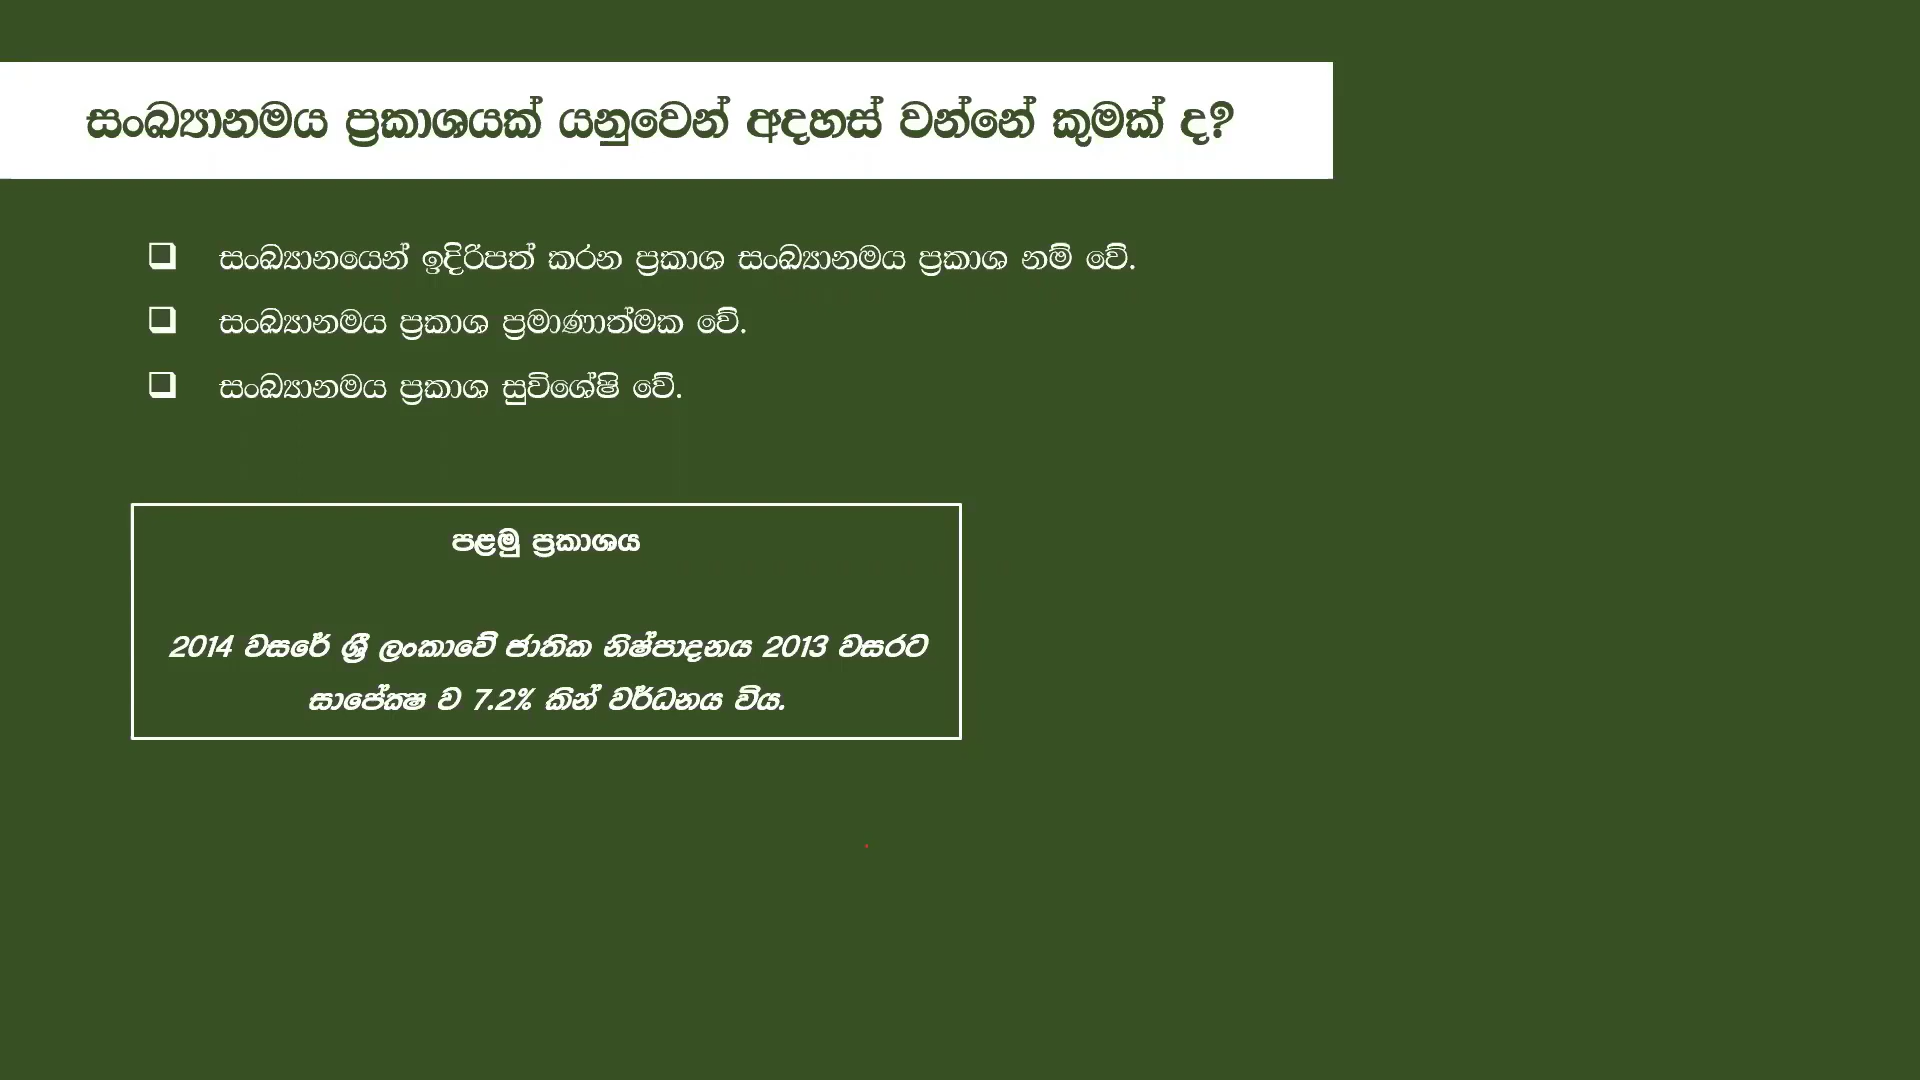 සංඛ්‍යානමය ප්‍රකාශයක් යනුවෙන් අදහස් වන්නේ කුමක් ද?
සංඛ්‍යානයෙන් ඉදිරිපත් කරන ප්‍රකාශ සංඛ්‍යානමය ප්‍රකාශ නම් වේ.
සංඛ්‍යානමය ප්‍රකාශ ප්‍රමාණාත්මක වේ.
සංඛ්‍යානමය ප්‍රකාශ සුවිශේෂි වේ.
පළමු ප්‍රකාශය
2014 වසරේ ශ්‍රී ලංකාවේ ජාතික නිෂ්පාදනය 2013 වසරට
සාපේක්ෂ ව 7.2% කින් වර්ධනය විය.